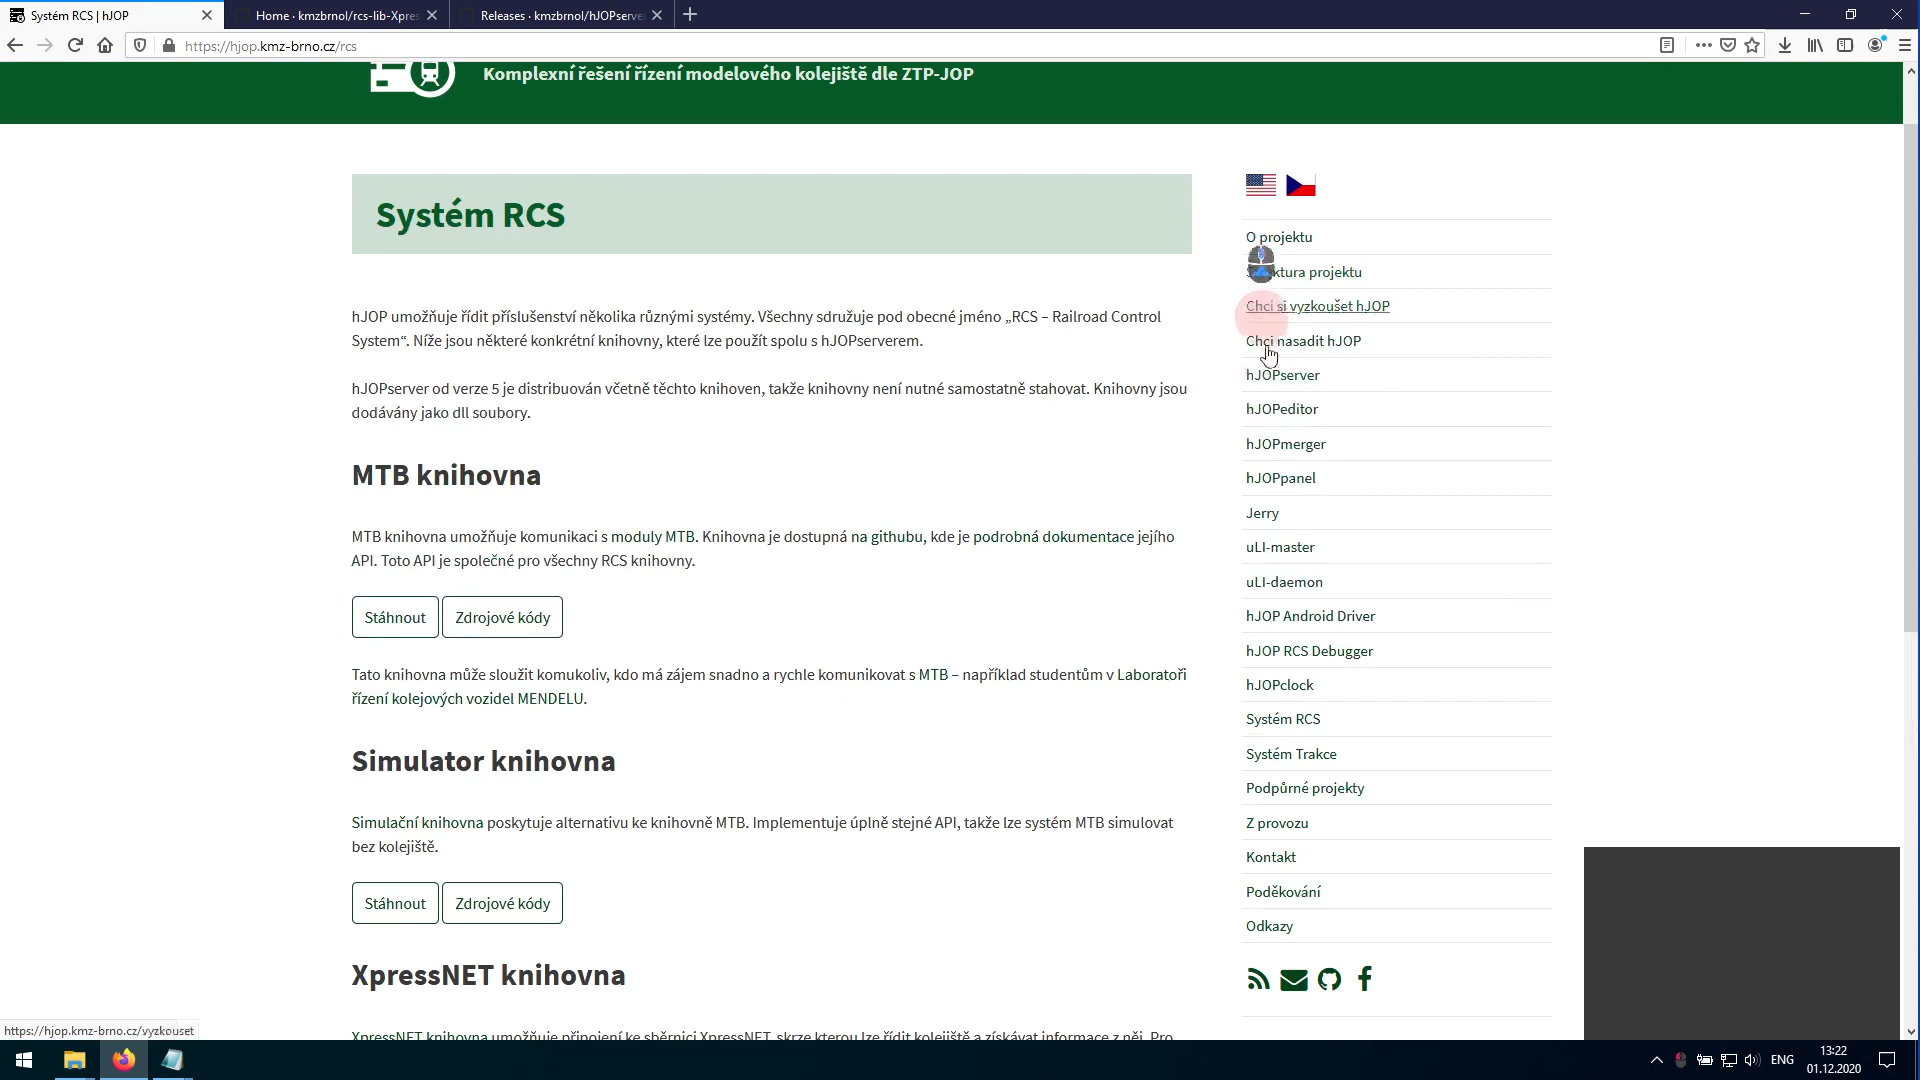 Systém RCS | hJOP
Home · kmzbrnol/rcs-lib-Xpres
Releases · kmzbrnol/hJOPserve
https://hjop.kmz-brno.cz/rcs
Komplexní řešení řízení modelového kolejiště dle ZTP-JOP
Systém RCS
hJOP umožňuje řídit příslušenství několika různými systémy. Všechny sdružuje pod obecné jméno „RCS – Railroad Control
System“. Níže jsou některé konkrétní knihovny, které lze použít spolu s hJOPserverem.
hJOPserver od verze 5 je distribuován včetně těchto knihoven, takže knihovny není nutné samostatně stahovat. Knihovny jsou
dodávány jako dll soubory.
MTB knihovna
MTB knihovna umožňuje komunikaci s moduly MTB. Knihovna je dostupná na githubu, kde je podrobná dokumentace jejího
API. Toto API je společné pro všechny RCS knihovny.
Stáhnout
Zdrojové kódy
Tato knihovna může sloužit komukoliv, kdo má zájem snadno a rychle komunikovat s MTB – například studentům v Laboratoři
řízení kolejových vozidel MENDELU.
Simulator knihovna
Simulační knihovna poskytuje alternativu ke knihovně MTB. Implementuje úplně stejné API, takže lze systém MTB simulovat
bez kolejiště.
Stáhnout
Zdrojové kódy
XpressNET knihovna
XpressNET knihovna umožňuje připojení ke sběrnici XpressNET, skrze kterou lze řídit kolejiště a získávat informace z něj. Pro
O projektu
ktura projektu
Chci si vyzkoušet hJOP
Chci nasadit hJOP
hJOPserver
hJOPeditor
hJOPmerger
hJOPpanel
Jerry
uLI-master
uLI-daemon
hJOP Android Driver
hJOP RCS Debugger
hJOPclock
Systém RCS
Systém Trakce
Podpůrné projekty
Z provozu
Kontakt
Poděkování
Odkazy
https://hjop.kmz-brno.cz/vyzkouset
ENG
13:22
01.12.2020